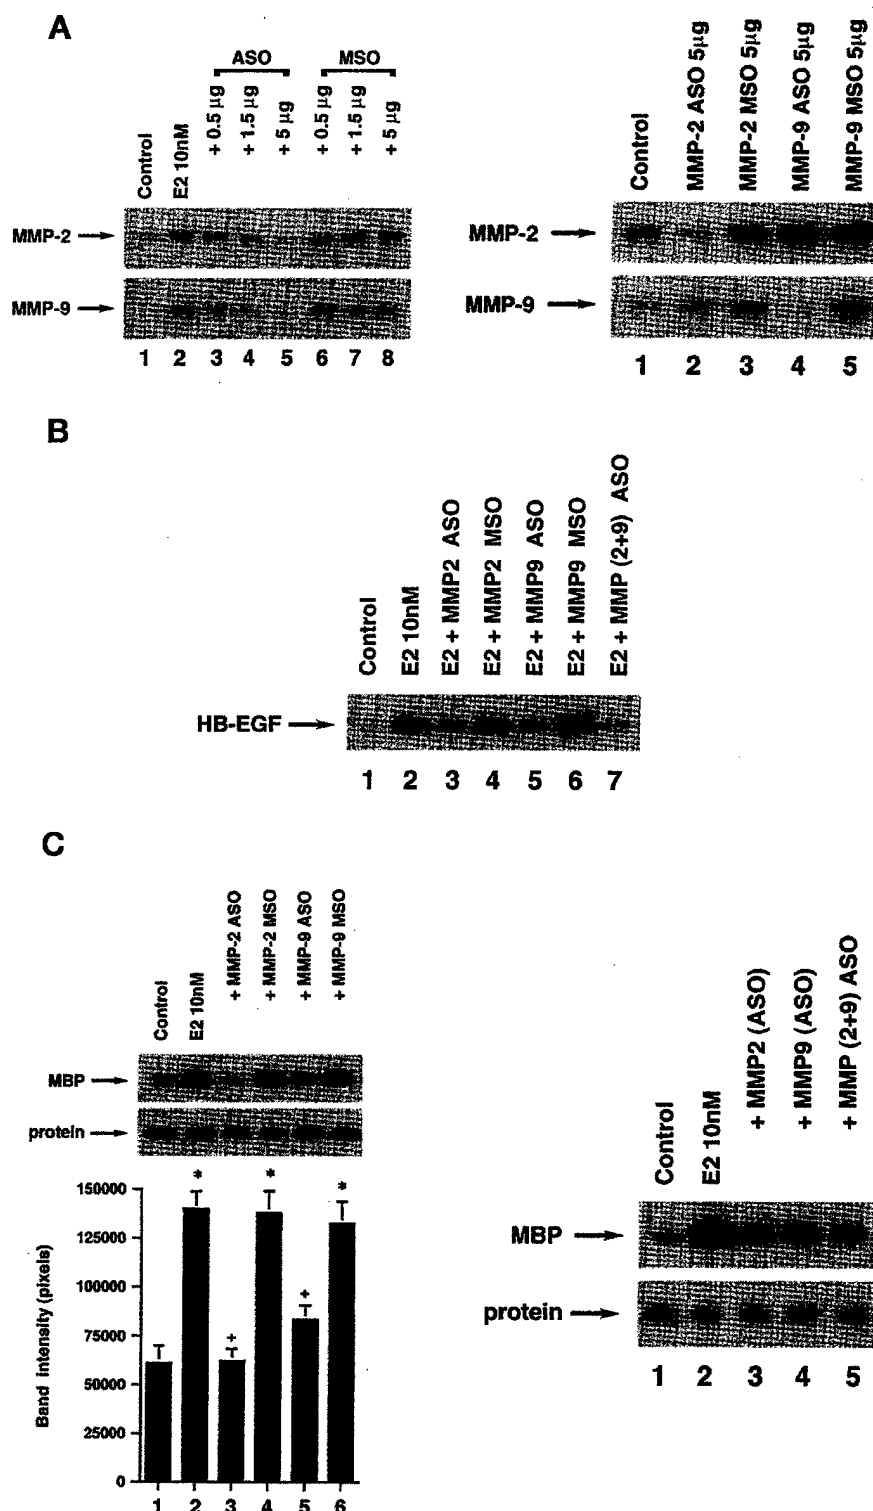 A
ASO MSO
Control
E2 10nM
+ 0.5 µg
+ 1.5 µg
+ 5 µg
+ 0.5 µg
+ 1.5 µg
+ 5 µg
MMP-2
MMP-9
1 2 3 4 5 6 7 8
Control
MMP-2 ASO 5µg
MMP-2 MSO 5µg
MMP-9 ASO 5µg
MMP-9 MSO 5µg
MMP-2
MMP-9
1 2 3 4 5
B
Control
E2 10nM
E2 + MMP2 ASO
E2 + MMP2 MSO
E2 + MMP9 ASO
E2 + MMP9 MSO
E2 + MMP (2+9) ASO
HB-EGF
1 2 3 4 5 6 7
C
Control
E2 10nM
+ MMP-2 ASO
+ MMP-2 MSO
+ MMP-9 ASO
+ MMP-9 MSO
MBP
protein
Band intensity (pixels)
150000
125000
100000
75000
50000
25000
0
* * *
+ +
1 2 3 4 5 6
Control
E2 10nM
+ MMP2 (ASO)
+ MMP9 (ASO)
+ MMP (2+9) ASO
MBP
protein
1 2 3 4 5